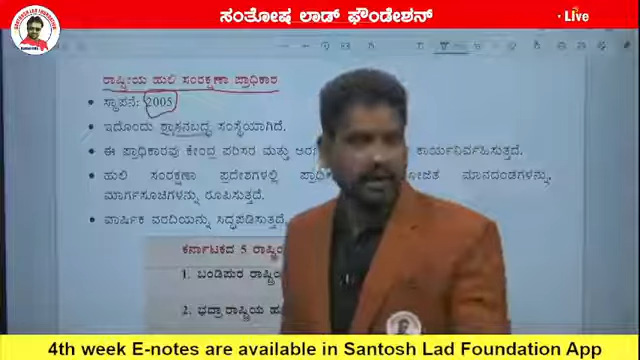 ಸಂತೋಷ ಲಾಡ್ ಫೌಂಡೇಶನ್
Live
ರಾಷ್ಟ್ರೀಯ ಹುಲಿ ಸಂರಕ್ಷಣಾ ಪ್ರಾಧಿಕಾರ
• ಸ್ಥಾಪನೆ: 2005
• ಇದೊಂದು ಶಾಸನಬದ್ಧ ಸಂಸ್ಥೆಯಾಗಿದೆ.
• ಈ ಪ್ರಾಧಿಕಾರವು ಕೇಂದ್ರ ಪರಿಸರ ಮತ್ತು ಅರ ಕಾರ್ಯನಿರ್ವಹಿಸುತ್ತದೆ.
• ಹುಲಿ ಸಂರಕ್ಷಣಾ ಪ್ರದೇಶಗಳಲ್ಲಿ ಪ್ರಾಧಿ ೋಜಿತ ಮಾನದಂಡಗಳನ್ನು,
ಮಾರ್ಗಸೂಚಿಗಳನ್ನು ರೂಪಿಸುತ್ತದೆ.
• ವಾರ್ಷಿಕ ವರದಿಯನ್ನು ಸಿದ್ಧಪಡಿಸುತ್ತದೆ.
ಕರ್ನಾಟಕದ 5 ರಾಷ್ಟ್ರೀ
1. ಬಂಡಿಪುರ ರಾಷ್ಟ್ರೀಯ
2. ಭದ್ರಾ ರಾಷ್ಟ್ರೀಯ ಹು
4th week E-notes are available in Santosh Lad Foundation App